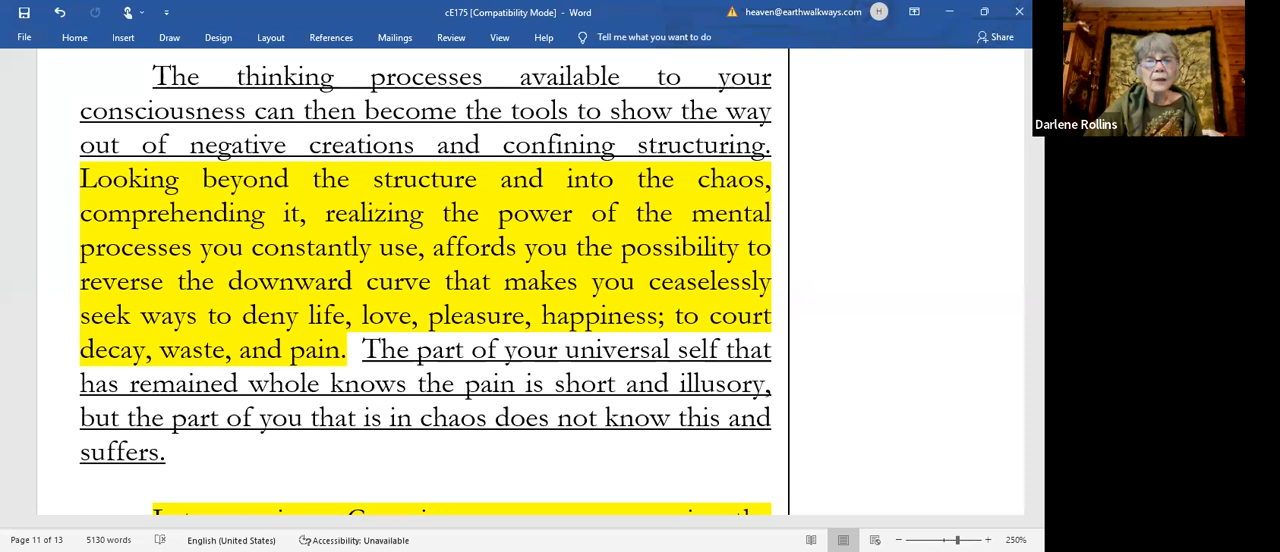 cE175 [Compatibility Mode] - Word
heaven@earthwalkways.com
H
File Home Insert Draw Design Layout References Mailings Review View Help Tell me what you want to do Share
The thinking processes available to your
consciousness can then become the tools to show the way
out of negative creations and confining structuring.
Looking beyond the structure and into the chaos,
comprehending it, realizing the power of the mental
processes you constantly use, affords you the possibility to
reverse the downward curve that makes you ceaselessly
seek ways to deny life, love, pleasure, happiness; to court
decay, waste, and pain. The part of your universal self that
has remained whole knows the pain is short and illusory,
but the part of you that is in chaos does not know this and
suffers.
Darlene Rollins
Page 11 of 13 5130 words English (United States) Accessibility: Unavailable 250%